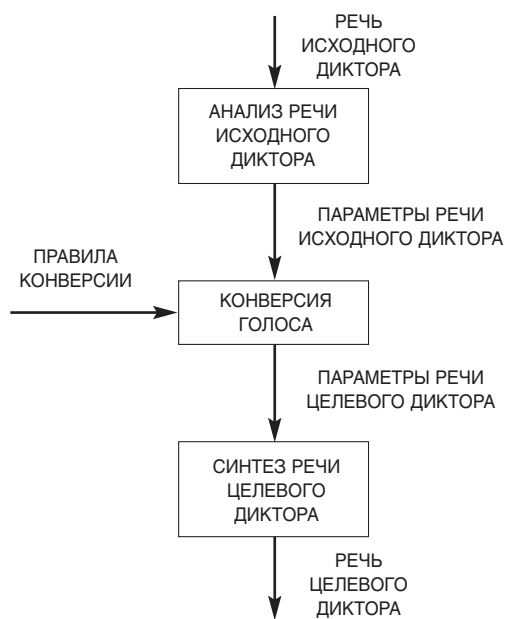 РЕЧЬ
ИСХОДНОГО
ДИКТОРА
АНАЛИЗ РЕЧИ
ИСХОДНОГО
ДИКТОРА
ПАРАМЕТРЫ РЕЧИ
ИСХОДНОГО ДИКТОРА
ПРАВИЛА
КОНВЕРСИИ
КОНВЕРСИЯ
ГОЛОСА
ПАРАМЕТРЫ РЕЧИ
ЦЕЛЕВОГО ДИКТОРА
СИНТЕЗ РЕЧИ
ЦЕЛЕВОГО
ДИКТОРА
РЕЧЬ
ЦЕЛЕВОГО
ДИКТОРА